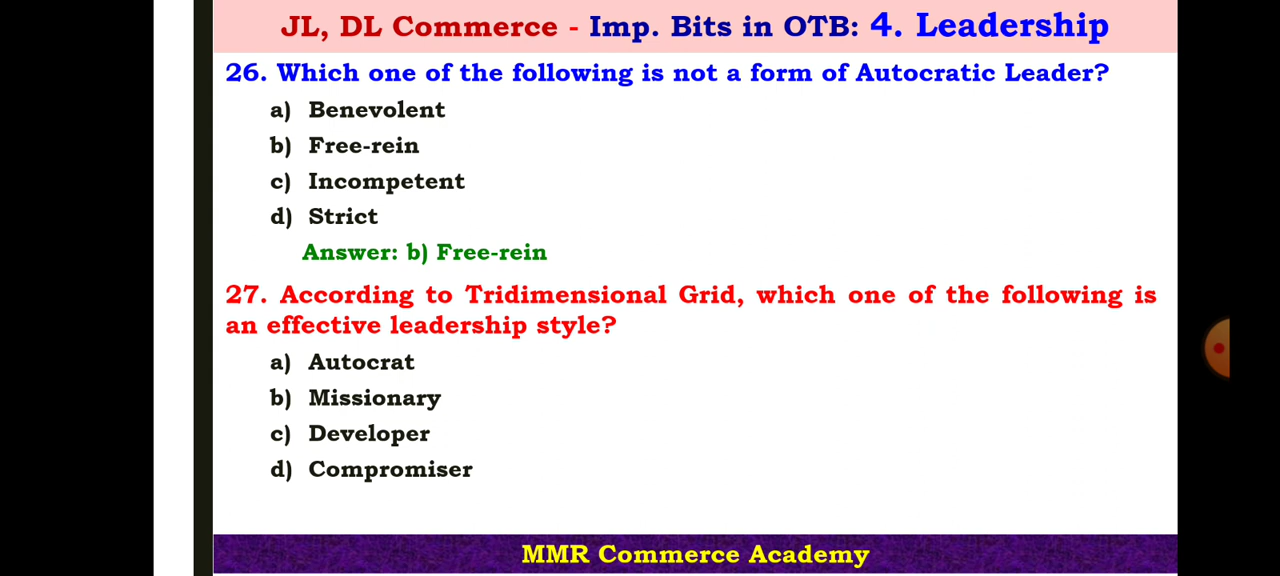 JL, DL Commerce - Imp. Bits in OTB: 4. Leadership
26. Which one of the following is not a form of Autocratic Leader?
a) Benevolent
b) Free-rein
c) Incompetent
d) Strict
Answer: b) Free-rein
27. According to Tridimensional Grid, which one of the following is
an effective leadership style?
a) Autocrat
b) Missionary
c) Developer
d) Compromiser
MMR Commerce Academy